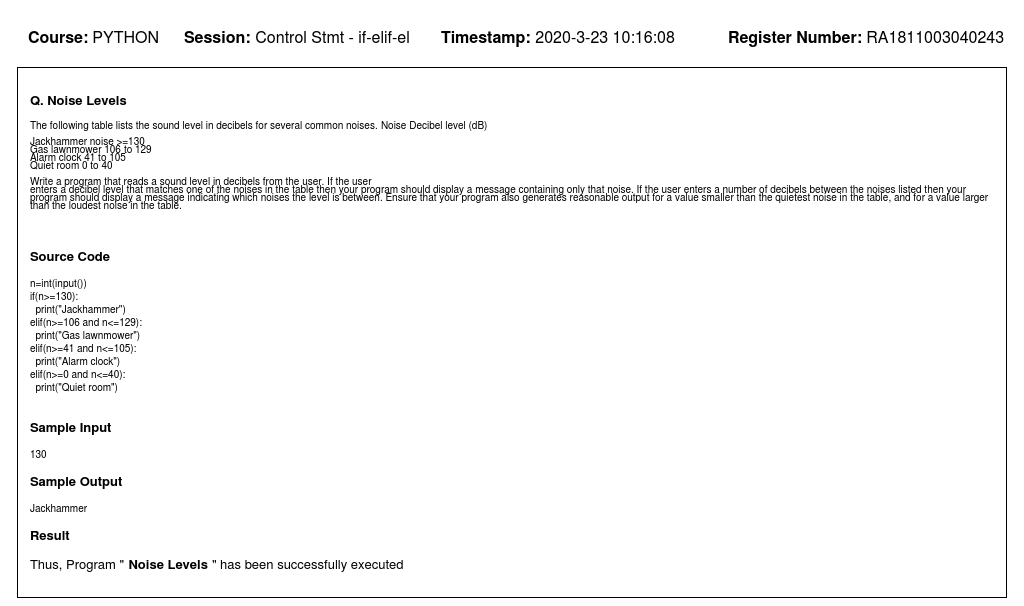 Course: PYTHON Session: Control Stmt - if-elif-el Timestamp: 2020-3-23 10:16:08 Register Number: RA1811003040243
Q. Noise Levels
The following table lists the sound level in decibels for several common noises. Noise Decibel level (dB)
Jackhammer noise >=130
Gas lawnmower 106 to 129
Alarm clock 41 to 105
Quiet room 0 to 40
Write a program that reads a sound level in decibels from the user. If the user
enters a decibel level that matches one of the noises in the table then your program should display a message containing only that noise. If the user enters a number of decibels between the noises listed then your
program should display a message indicating which noises the level is between. Ensure that your program also generates reasonable output for a value smaller than the quietest noise in the table, and for a value larger
than the loudest noise in the table.
Source Code
n=int(input())
if(n>=130):
  print("Jackhammer")
elif(n>=106 and n<=129):
  print("Gas lawnmower")
elif(n>=41 and n<=105):
  print("Alarm clock")
elif(n>=0 and n<=40):
  print("Quiet room")
Sample Input
130
Sample Output
Jackhammer
Result
Thus, Program " Noise Levels " has been successfully executed